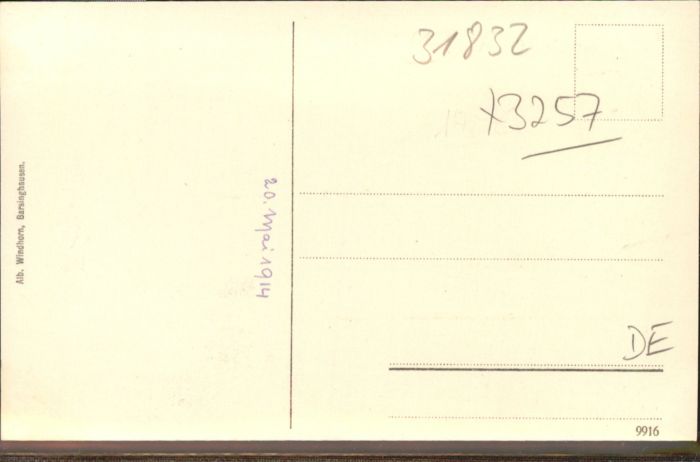 Alb. Windhorn, Barsinghausen.
20. Mai 1914
31832
x3257
DE
9916